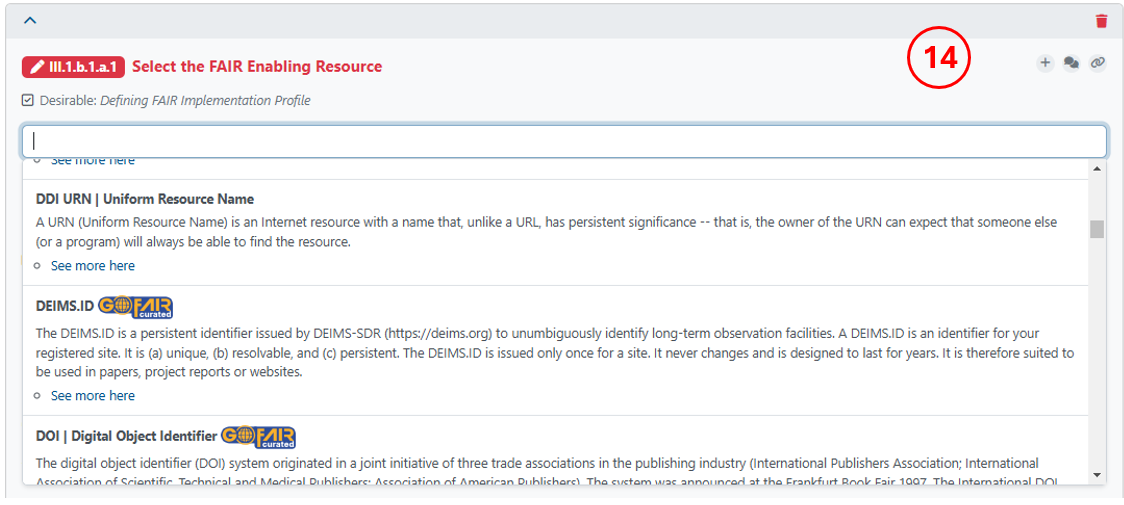 14
III.1.b.1.a.1 Select the FAIR Enabling Resource
Desirable: Defining FAIR Implementation Profile
See more here
DDI URN | Uniform Resource Name
A URN (Uniform Resource Name) is an Internet resource with a name that, unlike a URL, has persistent significance -- that is, the owner of the URN can expect that someone else
(or a program) will always be able to find the resource.
See more here
DEIMS.ID GO FAIR curated
The DEIMS.ID is a persistent identifier issued by DEIMS-SDR (https://deims.org) to unumbiguously identify long-term observation facilities. A DEIMS.ID is an identifier for your
registered site. It is (a) unique, (b) resolvable, and (c) persistent. The DEIMS.ID is issued only once for a site. It never changes and is designed to last for years. It is therefore suited to
be used in papers, project reports or websites.
See more here
DOI | Digital Object Identifier GO FAIR curated
The digital object identifier (DOI) system originated in a joint initiative of three trade associations in the publishing industry (International Publishers Association; International
Association of Scientific, Technical and Medical Publishers; Association of American Publishers). The system was announced at the Frankfurt Book Fair 1997. The International DOI